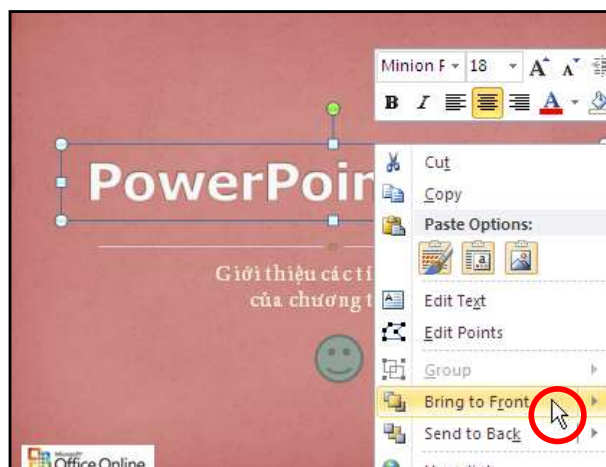 Minion F 18
B I A
PowerPoin
Cut
Copy
Paste Options:
Giới thiệu các tí
của chương t
Edit Text
Edit Points
Group
Bring to Front
Send to Back
Microsoft
Office Online